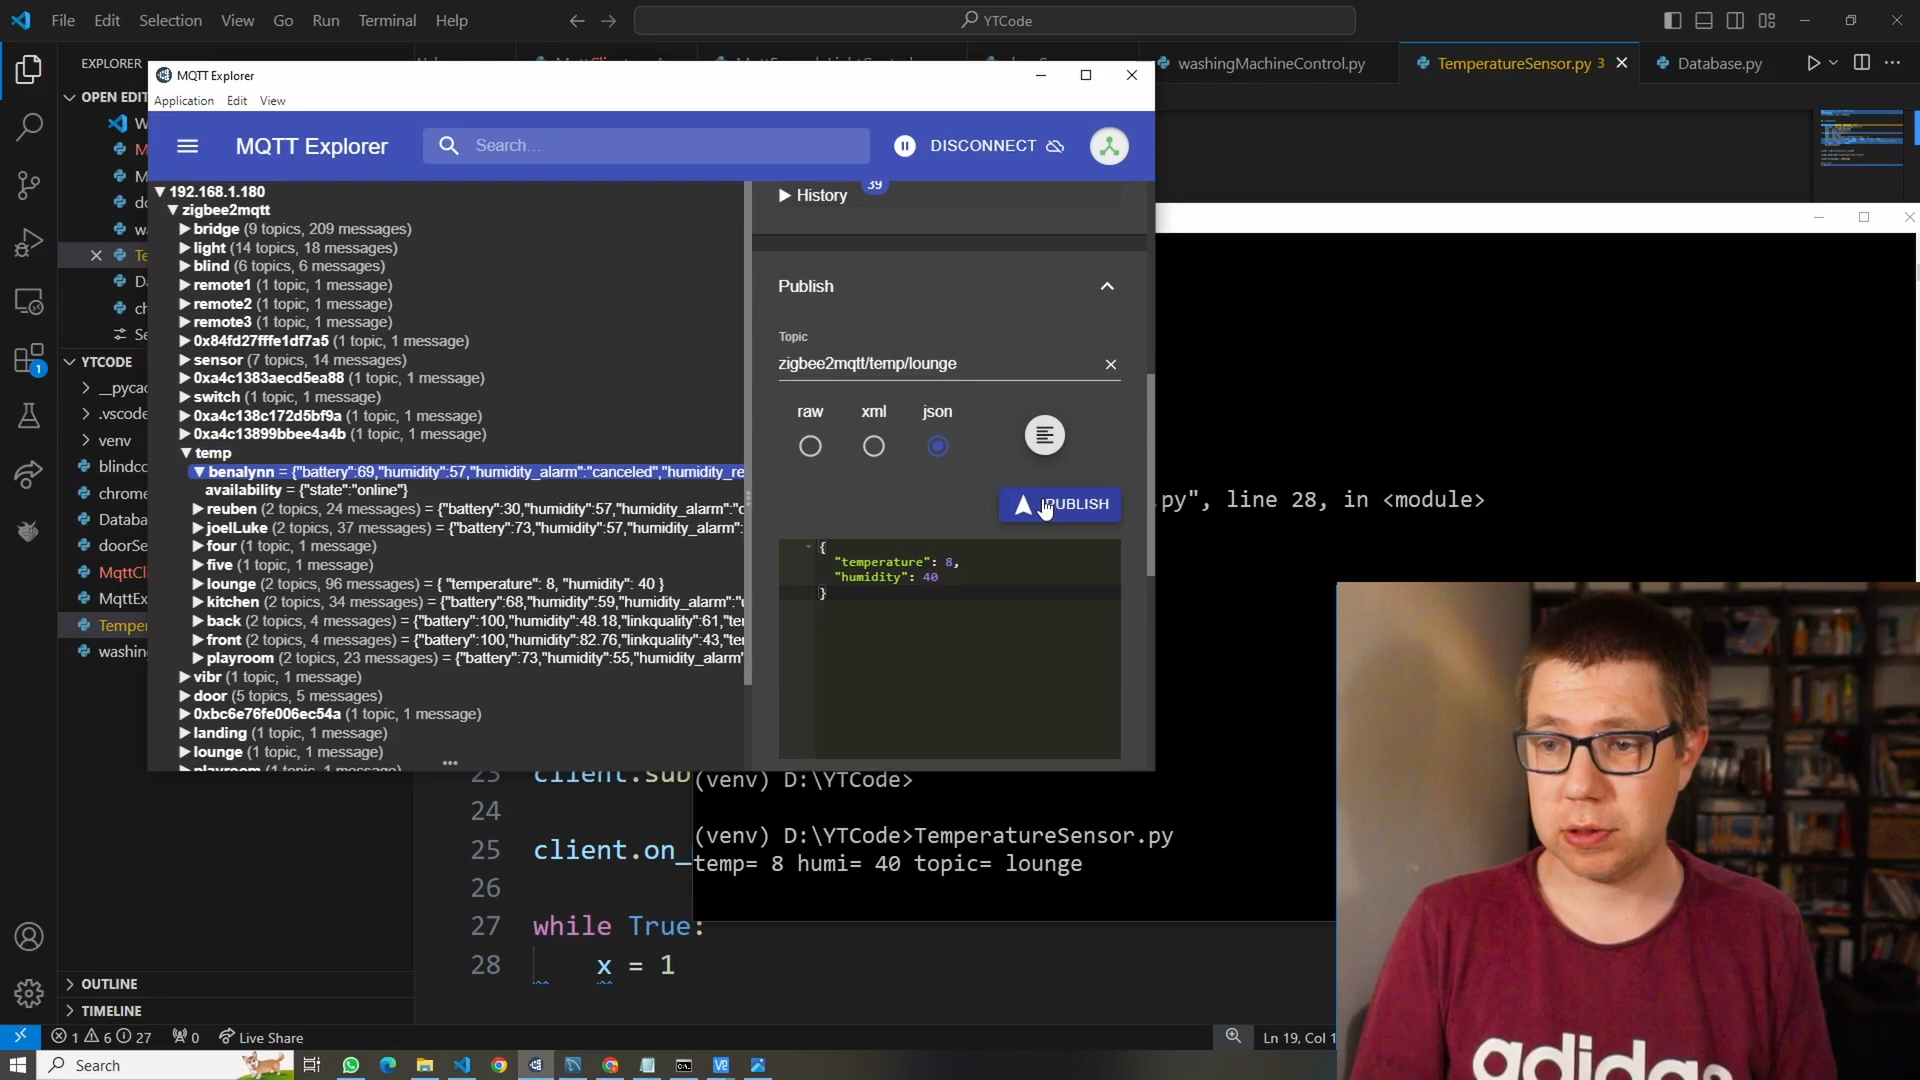 File Edit Selection View Go Run Terminal Help
YTCode
EXPLORER
washingMachineControl.py
TemperatureSensor.py 3
Database.py
MQTT Explorer
Application Edit View
MQTT Explorer
Search...
DISCONNECT
OPEN EDIT
YTCODE
__pycac
.vscode
venv
blindco
chrome
Databa
doorSe
MqttCli
MqttEx
Temper
washin
OUTLINE
TIMELINE
192.168.1.180
zigbee2mqtt
bridge (9 topics, 209 messages)
light (14 topics, 18 messages)
blind (6 topics, 6 messages)
remote1 (1 topic, 1 message)
remote2 (1 topic, 1 message)
remote3 (1 topic, 1 message)
0x84fd27fffe1df7a5 (1 topic, 1 message)
sensor (7 topics, 14 messages)
0xa4c1383aecd5ea88 (1 topic, 1 message)
switch (1 topic, 1 message)
0xa4c138c172d5bf9a (1 topic, 1 message)
0xa4c13899bbee4a4b (1 topic, 1 message)
temp
benalynn = {"battery":69,"humidity":57,"humidity_alarm":"canceled","humidity_re
availability = {"state":"online"}
reuben (2 topics, 24 messages) = {"battery":30,"humidity":57,"humidity_alarm":"c
joelLuke (2 topics, 37 messages) = {"battery":73,"humidity":57,"humidity_alarm":
four (1 topic, 1 message)
five (1 topic, 1 message)
lounge (2 topics, 96 messages) = { "temperature": 8, "humidity": 40 }
kitchen (2 topics, 34 messages) = {"battery":68,"humidity":59,"humidity_alarm":"u
back (2 topics, 4 messages) = {"battery":100,"humidity":48.18,"linkquality":61,"te
front (2 topics, 4 messages) = {"battery":100,"humidity":82.76,"linkquality":43,"te
playroom (2 topics, 23 messages) = {"battery":73,"humidity":55,"humidity_alarm"
vibr (1 topic, 1 message)
door (5 topics, 5 messages)
0xbc6e76fe006ec54a (1 topic, 1 message)
landing (1 topic, 1 message)
lounge (1 topic, 1 message)
playroom (1 topic, 1 message)
History 39
Publish
Topic
zigbee2mqtt/temp/lounge
raw xml json
PUBLISH
{
"temperature": 8,
"humidity": 40
}
.py", line 28, in <module>
(venv) D:\YTCode>
(venv) D:\YTCode>TemperatureSensor.py
temp= 8 humi= 40 topic= lounge
23 client.sub
24
25 client.on_
26
27 while True:
28 x = 1
1 6 27 0 Live Share
Ln 19, Col 1
Search
adidas